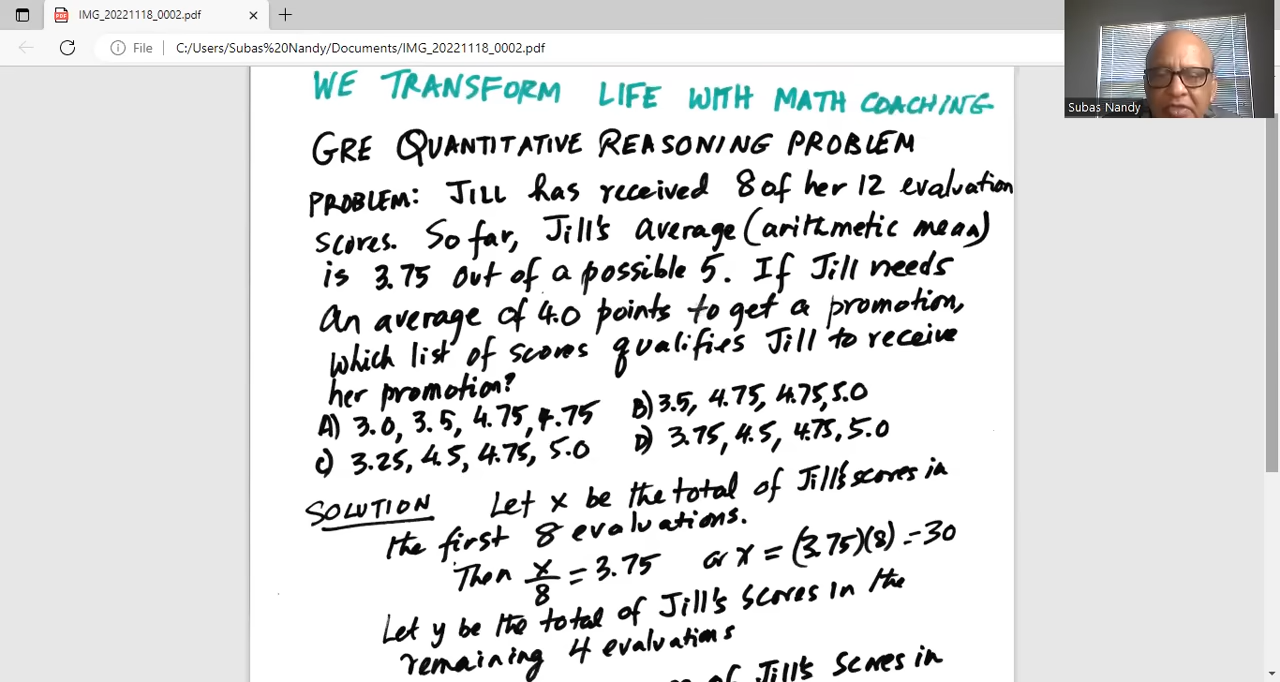 IMG_20221118_0002.pdf
File
C:/Users/Subas%20Nandy/Documents/IMG_20221118_0002.pdf
Subas Nandy
WE TRANSFORM LIFE WITH MATH COACHING
GRE QUANTITATIVE REASONING PROBLEM
PROBLEM: JILL has received 8 of her 12 evaluation
scores. So far, Jill's average (arithmetic mean)
is 3.75 out of a possible 5. If Jill needs
an average of 4.0 points to get a promotion,
which list of scores qualifies Jill to receive
her promotion?
A) 3.0, 3.5, 4.75, 4.75 B) 3.5, 4.75, 4.75, 5.0
C) 3.25, 4.5, 4.75, 5.0 D) 3.75, 4.5, 4.75, 5.0
SOLUTION Let x be the total of Jill's scores in
the first 8 evaluations.
Then x/8 = 3.75 or x = (3.75)(8) = 30
Let y be the total of Jill's scores in the
remaining 4 evaluations
of Jill's scores in